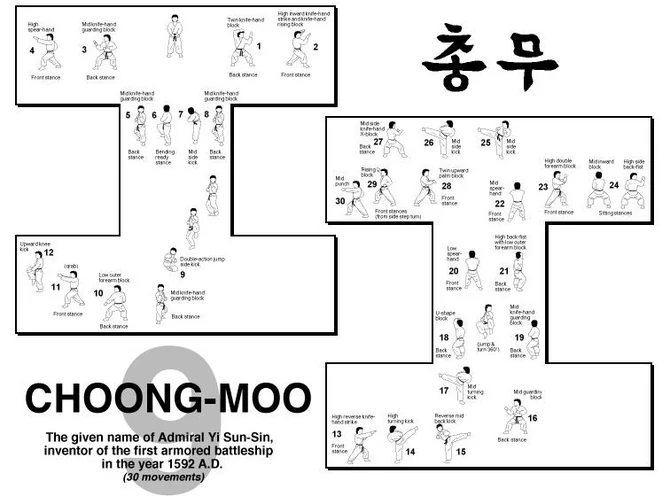 High
spear-hand
4
Front stance
Mid knife-hand
guarding block
3
Back stance
Two knife-hand
block
1
Back stance
High inward knife-hand
strike and knife-hand
rising block
2
Front stance
Mid knife-hand
guarding block
5
Back
stance
6
Bending
ready
stance
7
Mid
side
kick
Mid knife-hand
guarding block
8
Back
stance
9
Double-action jump
side kick
Mid knife-hand
guarding block
Back stance
Low outer
forearm block
10
Back stance
(grab)
11
Front stance
Upward knee
kick
12
충무
Mid side
knife-hand
X-block
27
Back
stance
26
Mid
side
kick
25
Mid
side
kick
Mid
punch
30
Rising
block
29
Front stances
(from side step turn)
Two upward
palm block
28
Front
stance
Mid
spear-
hand
22
Front
stance
High double
forearm block
23
Front stance
Mid inward
block
24
High side
back-fist
Sitting stances
Low
spear-
hand
20
Front
stance
High back-fist
with low outer
forearm block
21
Back
stance
U-shape
block
18
Back
stance
(jump &
turn 360°)
Mid
knife-hand
guarding
block
19
Back
stance
17
Mid
turning
kick
Mid guarding
block
16
Back stance
High reverse knife-
hand strike
13
Front stance
High
turning
kick
14
Reverse mid
back kick
15
9
CHOONG-MOO
The given name of Admiral Yi Sun-Sin,
inventor of the first armored battleship
in the year 1592 A.D.
(30 movements)